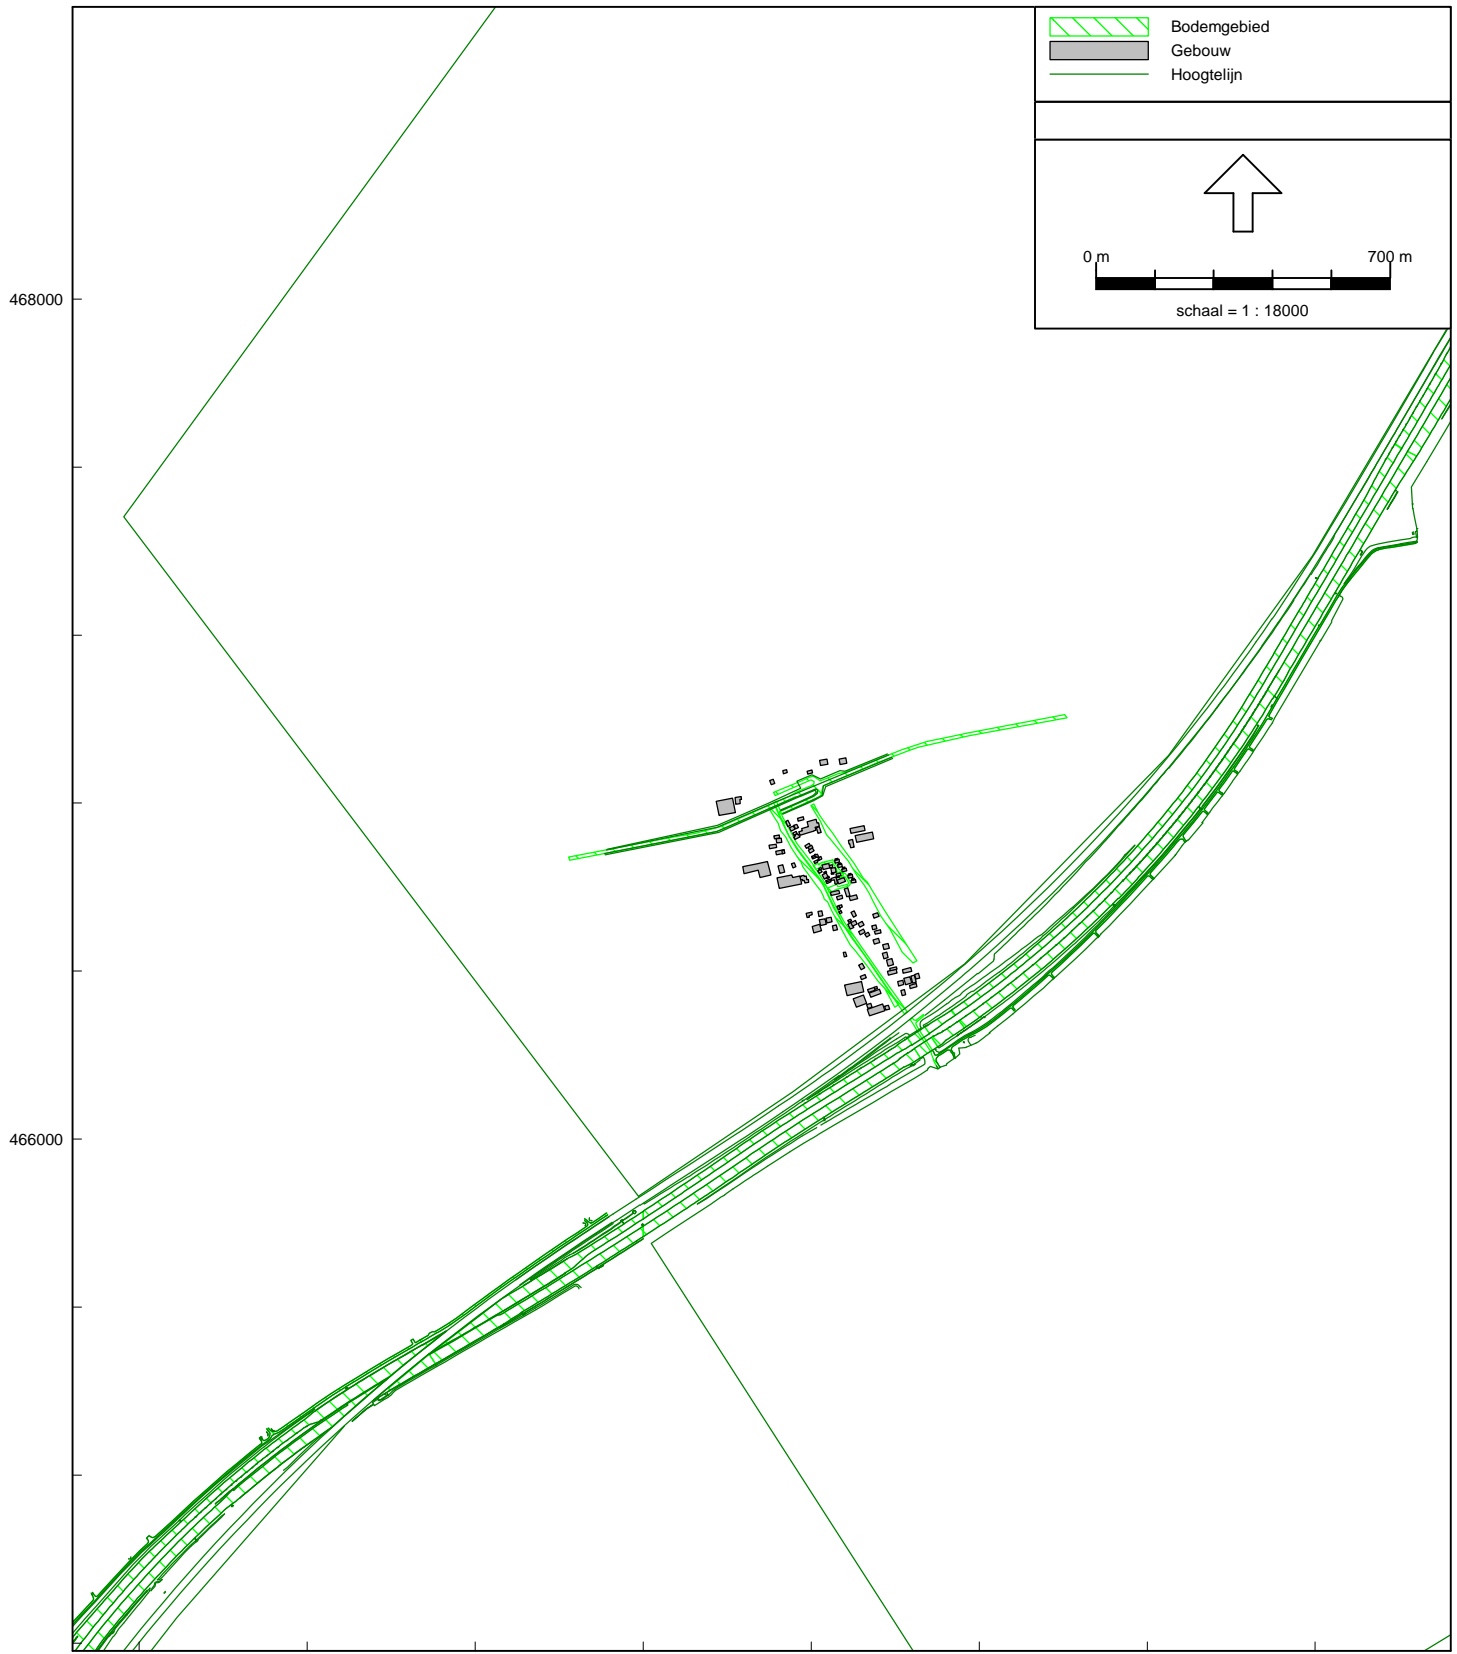 Bodemgebied
Gebouw
Hoogtelijn
0 m 700 m
schaal = 1 : 18000
468000
466000